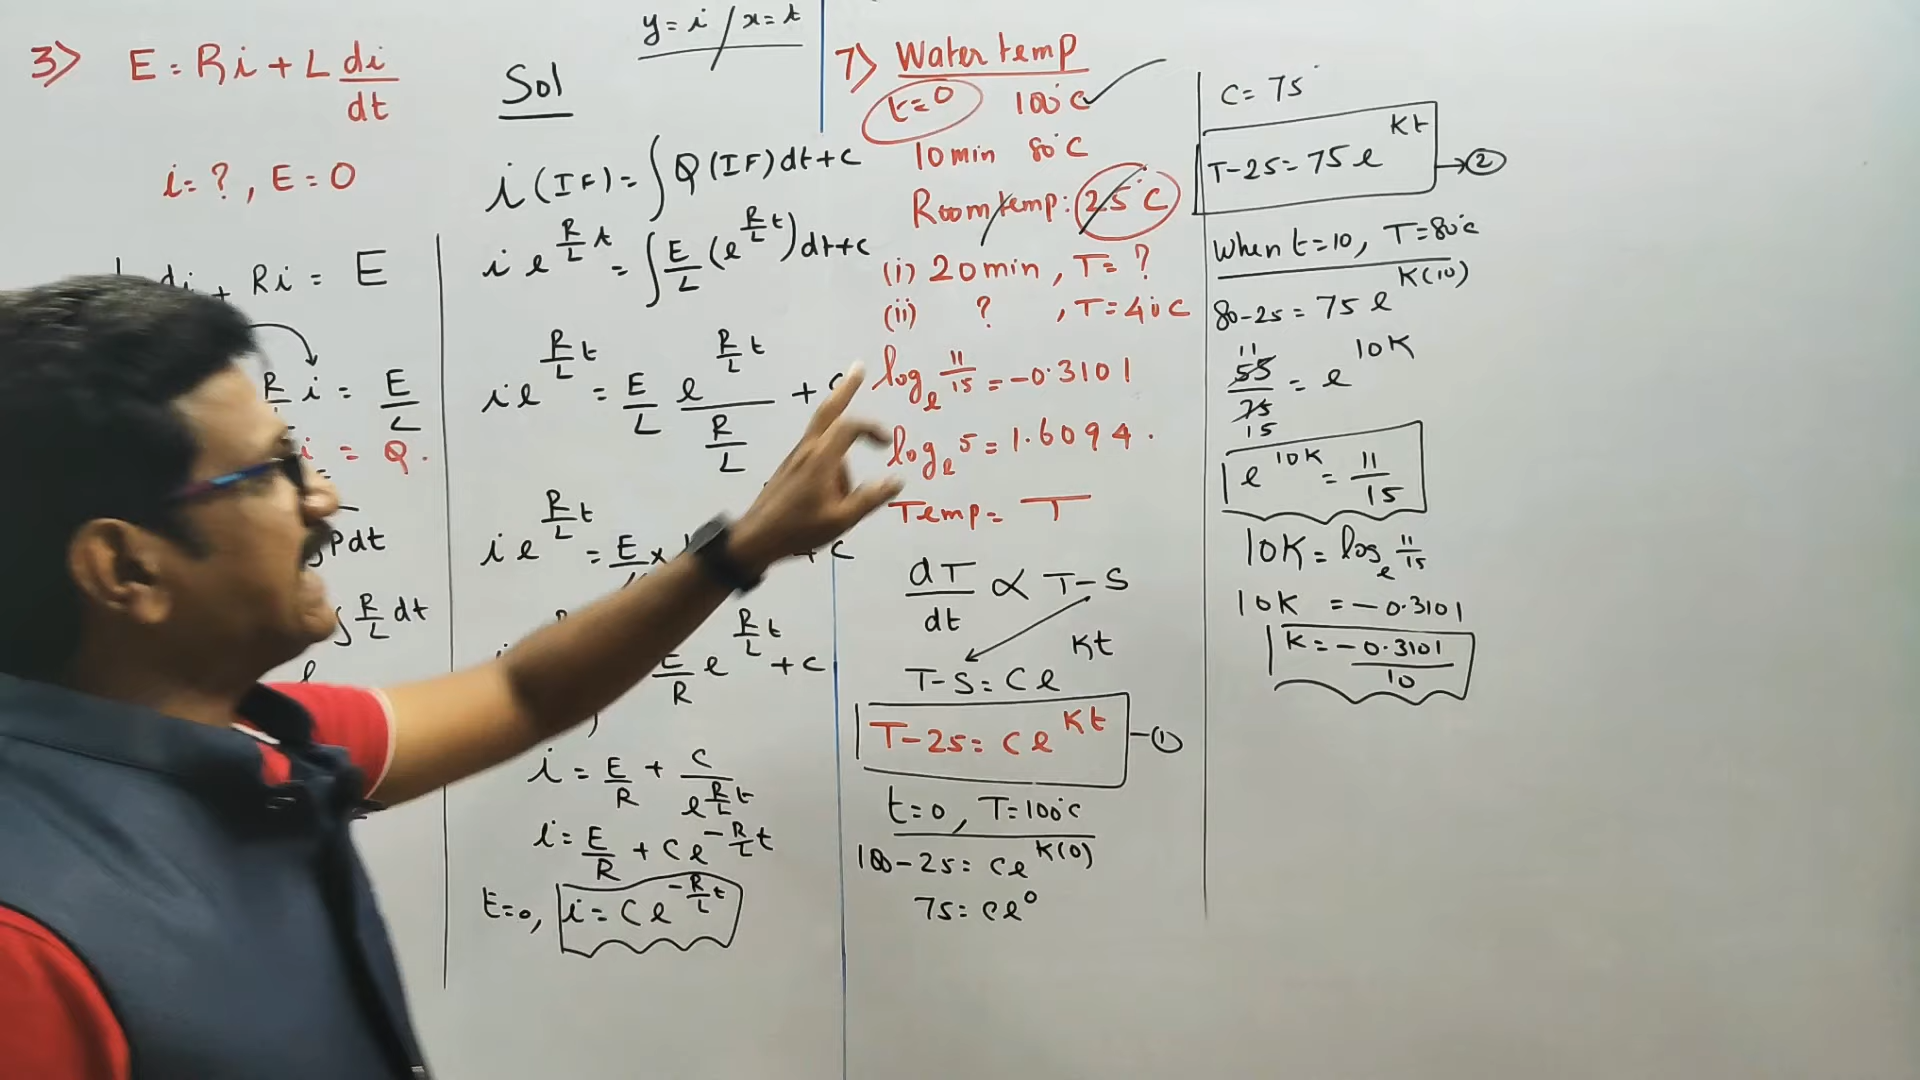 3) E = Ri + L di/dt
i = ? , E = 0
di + Ri = E
R i = E/L
i = Q.
Pdt
∫ R/L dt
y = i / x = t
Sol
i (IF) = ∫ Q (IF) dt + c
i e^(R/L t) = ∫ E/L (e^(R/L t)) dt + c
i e^(R/L t) = E/L e^(R/L t) / (R/L) +
i e^(R/L t) = E/ × + c
E/R e^(R/L t) + c
i = E/R + c / e^(R/L t)
i = E/R + c e^(-R/L t)
E=0, i = c e^(-R/L t)
7) Water temp
t=0 100°C ✓
10 min 80°C
Room temp: 25°C
(i) 20 min , T = ?
(ii) ? , T = 40°C
log_e 11/15 = -0.3101
log_e 5 = 1.6094.
Temp = T
dT/dt ∝ T-S
T-S = C e^(Kt)
T-25 = C e^(Kt) -①
t=0, T=100°C
100-25 = C e^(K(0))
75 = C e^0
C = 75
T-25 = 75 e^(Kt) → ②
When t=10, T=80°C
80-25 = 75 e^(K(10))
11
55/75 = e^(10K)
15
e^(10K) = 11/15
10K = log_e 11/15
10K = -0.3101
K = -0.3101/10